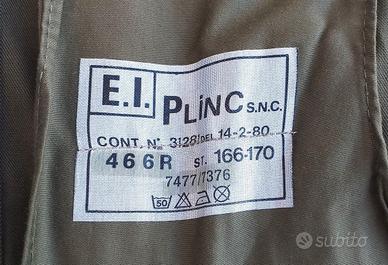 E.I. PLINC S.N.C.
CONT. N° 3128 DEL 14-2-80
466R ST. 166-170
7477/7376
50
subito